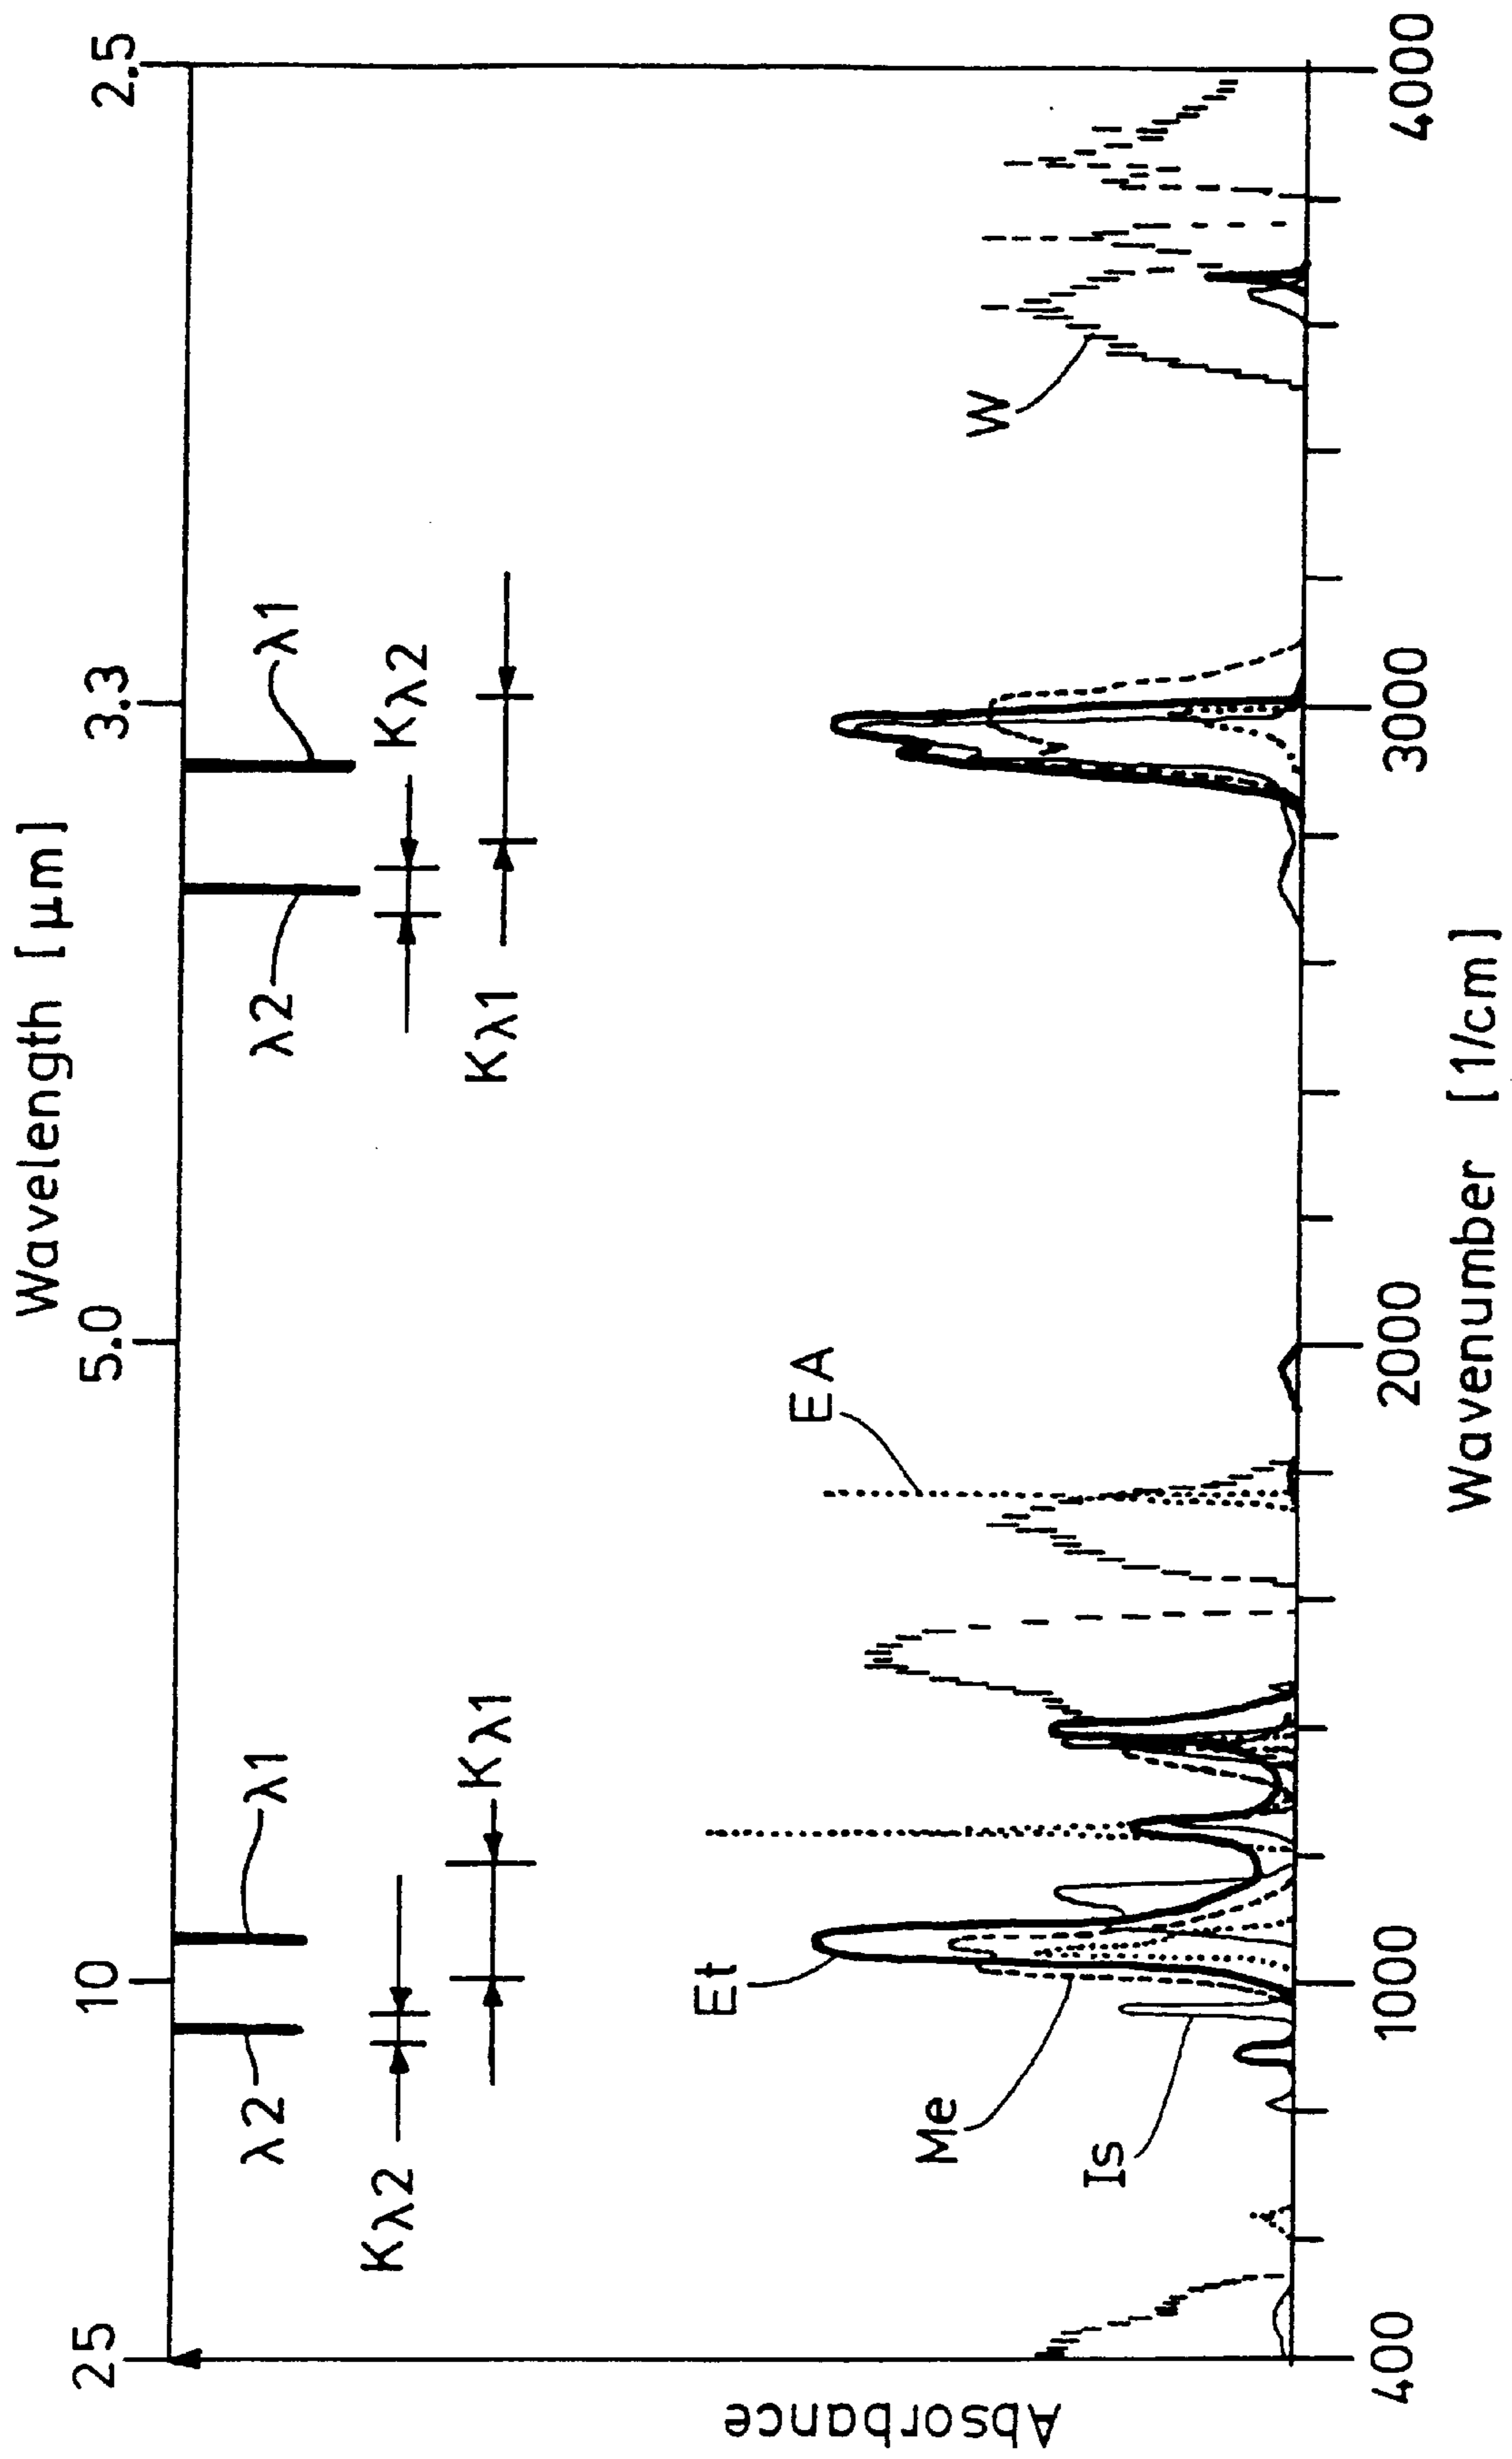 Wavelength [μm]
25
10
5.0
3.3
2.5
λ2
λ1
λ2
λ1
Kλ2
Kλ1
Kλ2
Kλ1
Absorbance
Et
Me
Is
EA
W
400
1000
2000
3000
4000
Wavenumber [1/cm]